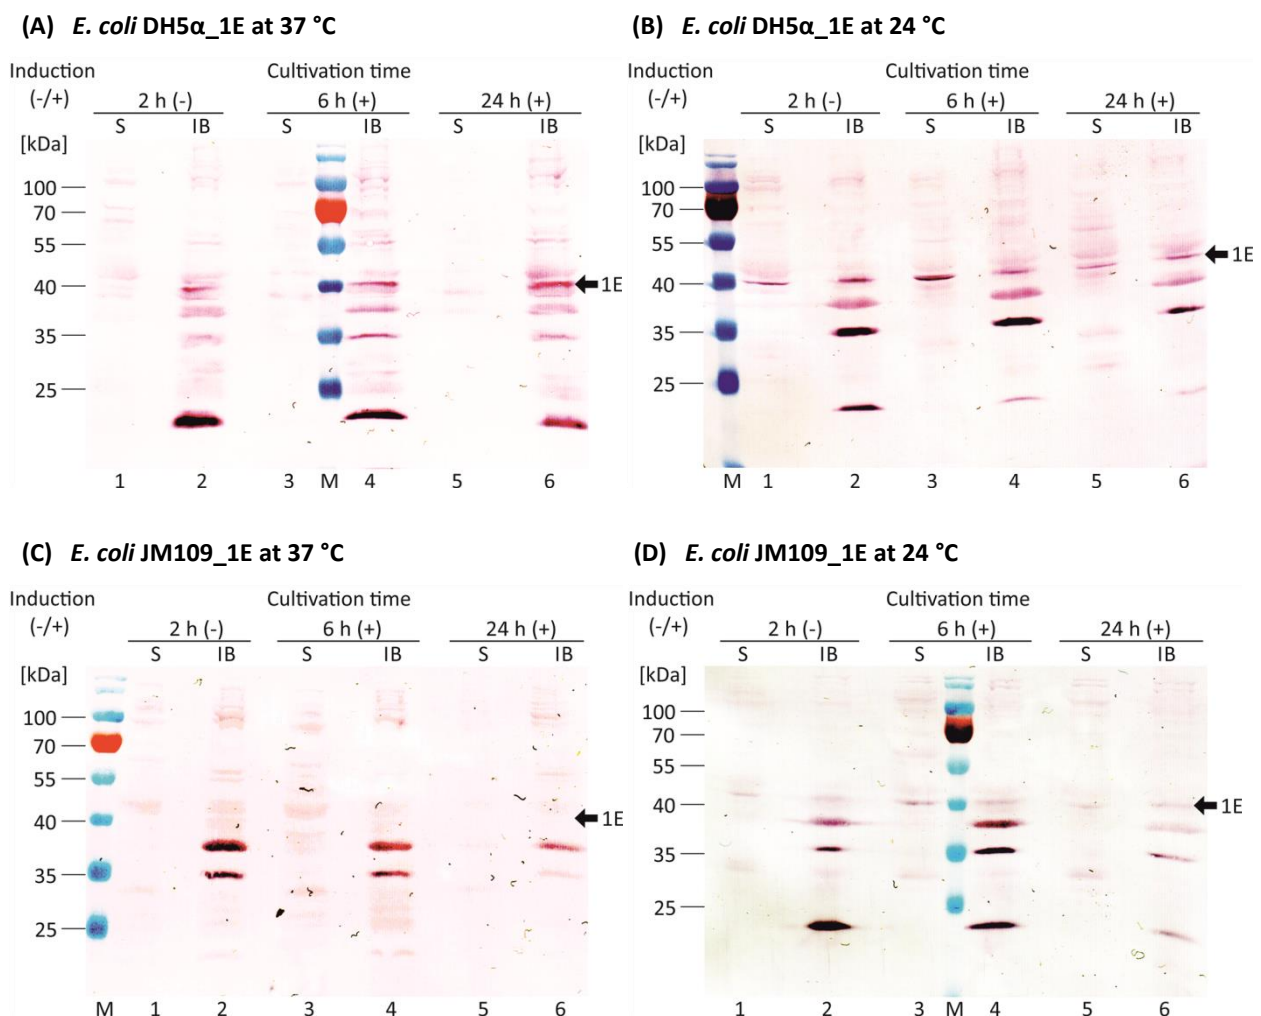 (A) E. coli DH5α_1E at 37 °C
Induction Cultivation time
(-/+) 2 h (-) 6 h (+) 24 h (+)
S IB S IB S IB
[kDa]
100
70
55
40 1E
35
25
1 2 3 M 4 5 6
(B) E. coli DH5α_1E at 24 °C
Induction Cultivation time
(-/+) 2 h (-) 6 h (+) 24 h (+)
S IB S IB S IB
[kDa]
100
70
55 1E
40
35
25
M 1 2 3 4 5 6
(C) E. coli JM109_1E at 37 °C
Induction Cultivation time
(-/+) 2 h (-) 6 h (+) 24 h (+)
S IB S IB S IB
[kDa]
100
70
55
40 1E
35
25
M 1 2 3 4 5 6
(D) E. coli JM109_1E at 24 °C
Induction Cultivation time
(-/+) 2 h (-) 6 h (+) 24 h (+)
S IB S IB S IB
[kDa]
100
70
55
40 1E
35
25
1 2 3 M 4 5 6